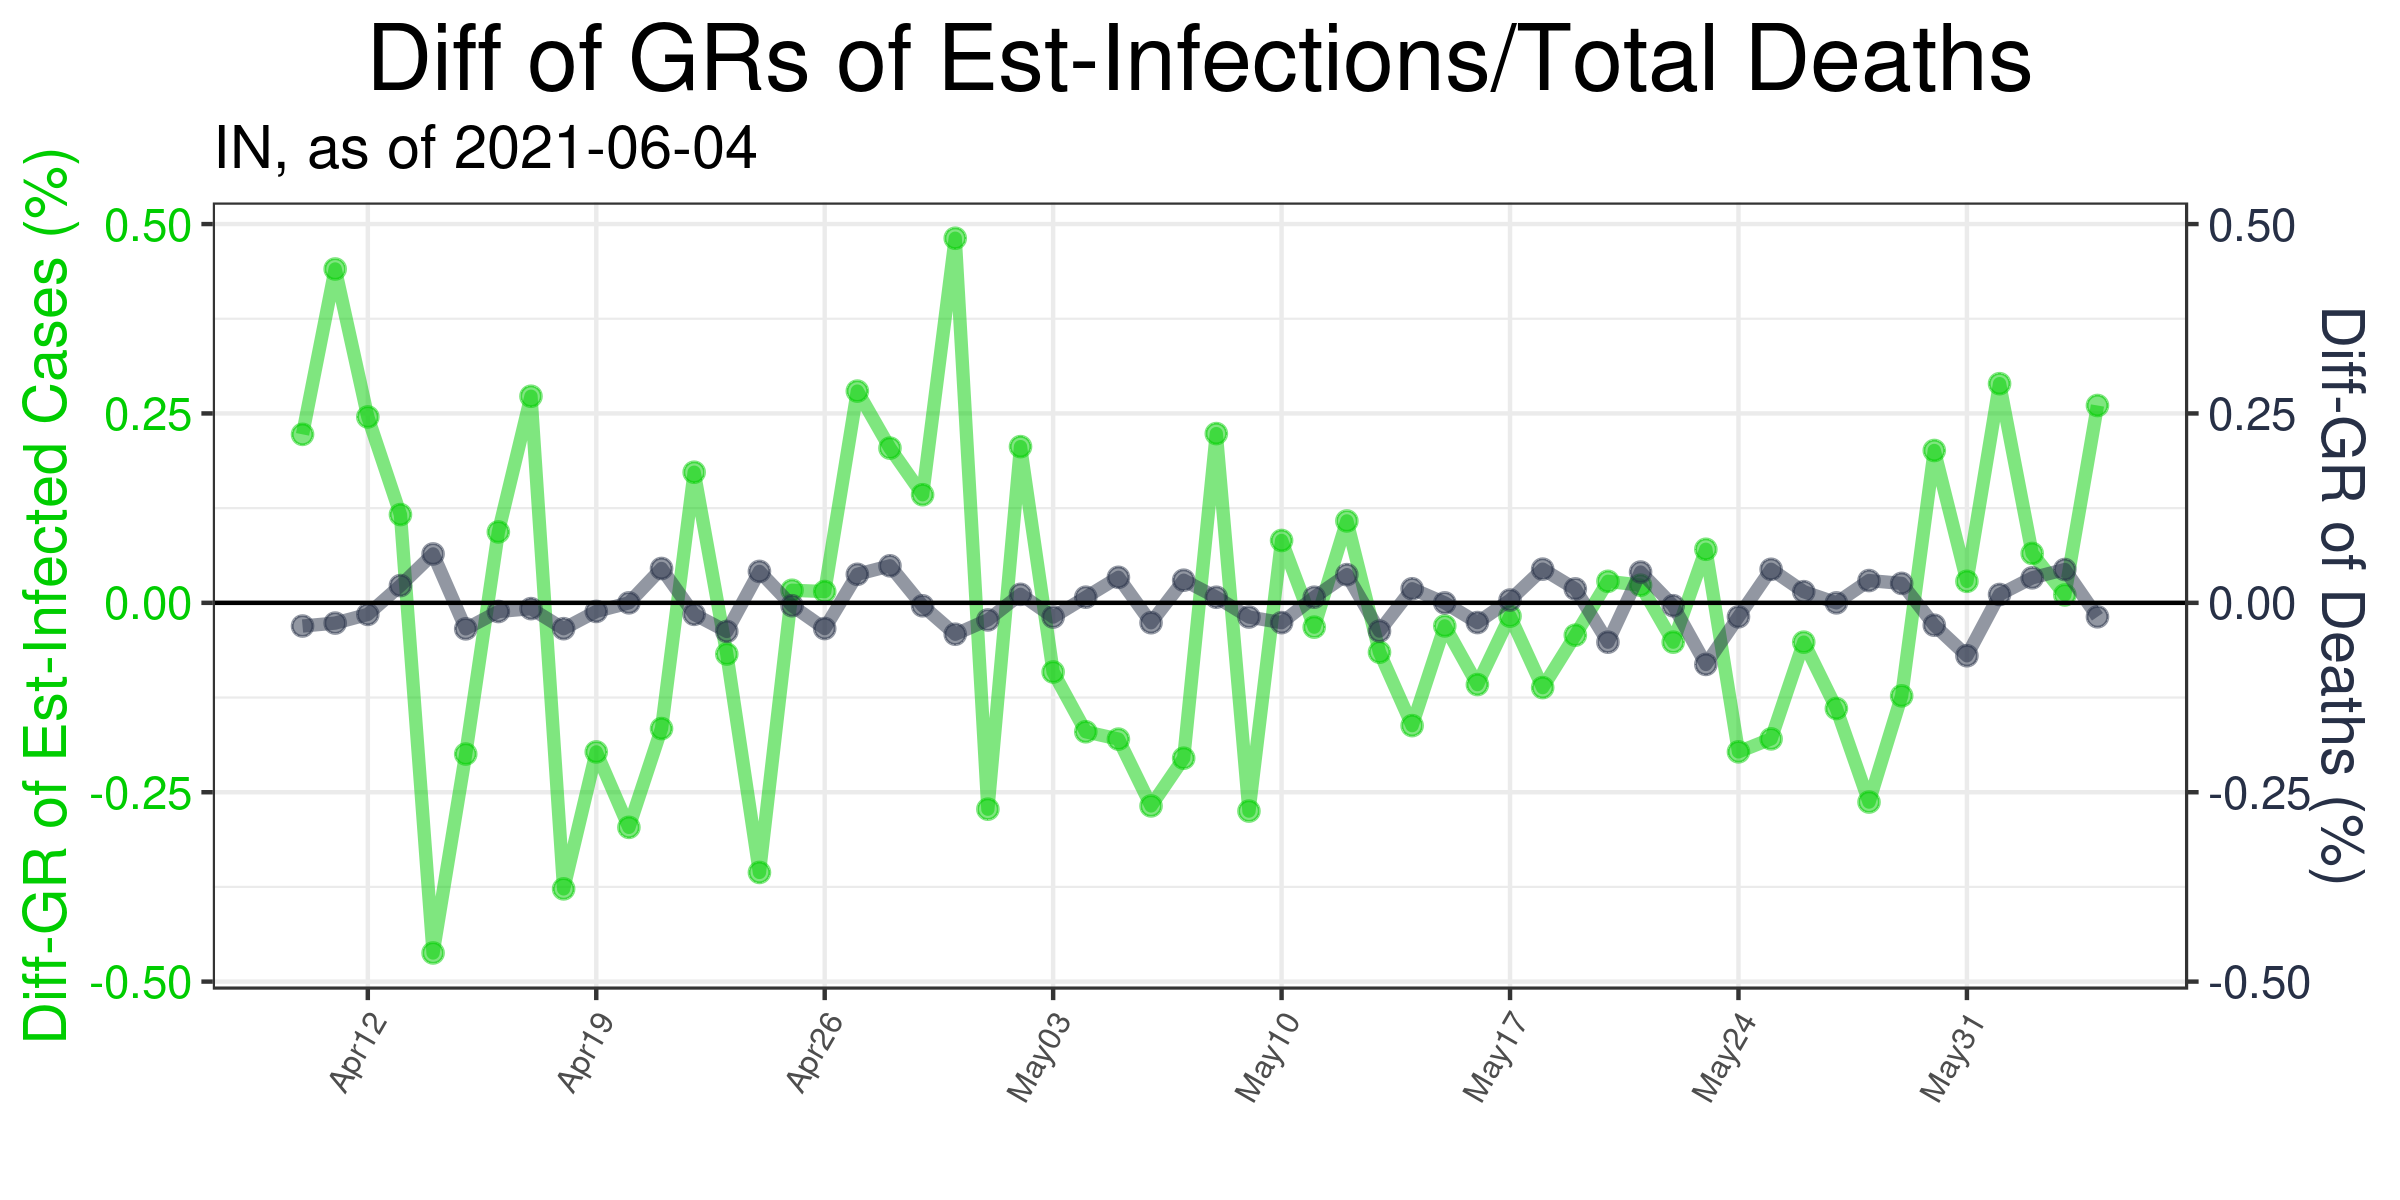 Diff of GRs of Est-Infections/Total Deaths
IN, as of 2021-06-04
Diff-GR of Est-Infected Cases (%)
0.50
0.25
0.00
-0.25
-0.50
0.50
0.25
0.00
-0.25
-0.50
Diff-GR of Deaths (%)
Apr12
Apr19
Apr26
May03
May10
May17
May24
May31